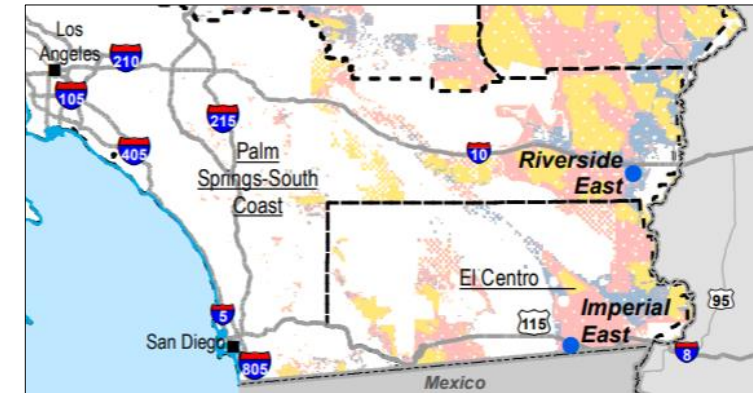 Los
Angeles
210
105
405
215
Palm
Springs-South
Coast
10
Riverside
East
El Centro
Imperial
East
115
95
5
San Diego
805
8
Mexico